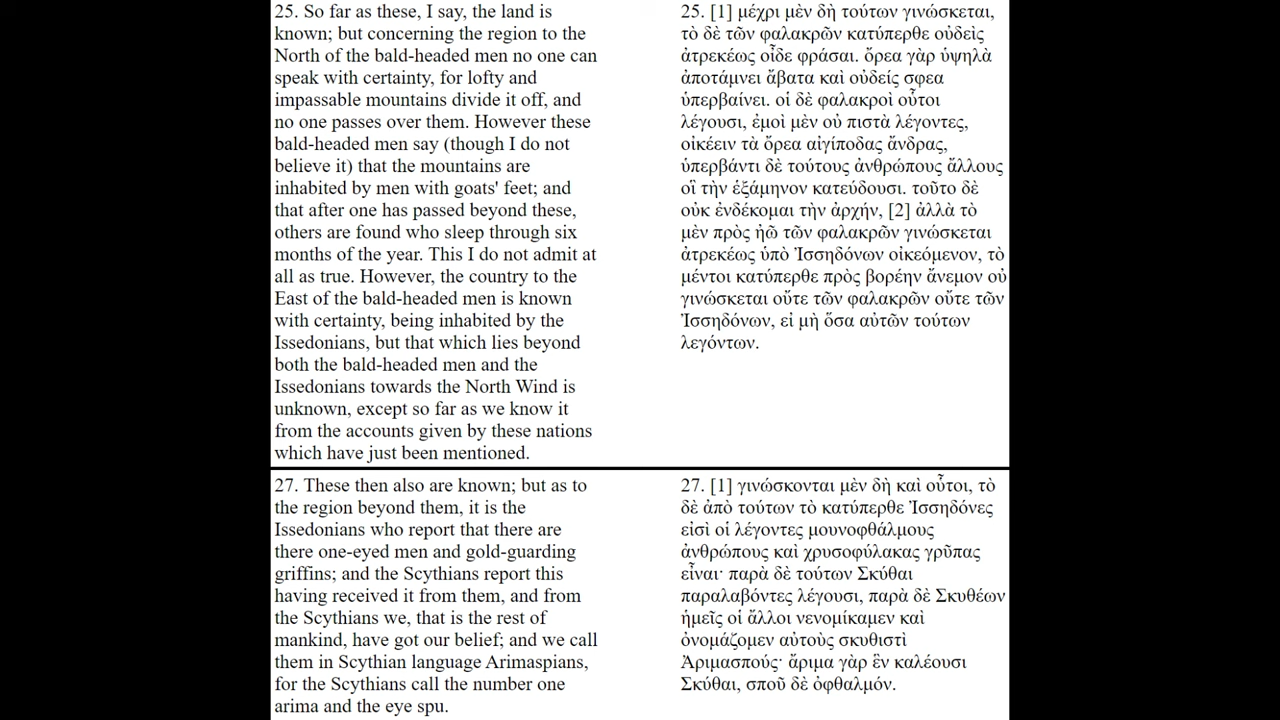 25. So far as these, I say, the land is
known; but concerning the region to the
North of the bald-headed men no one can
speak with certainty, for lofty and
impassable mountains divide it off, and
no one passes over them. However these
bald-headed men say (though I do not
believe it) that the mountains are
inhabited by men with goats' feet; and
that after one has passed beyond these,
others are found who sleep through six
months of the year. This I do not admit at
all as true. However, the country to the
East of the bald-headed men is known
with certainty, being inhabited by the
Issedonians, but that which lies beyond
both the bald-headed men and the
Issedonians towards the North Wind is
unknown, except so far as we know it
from the accounts given by these nations
which have just been mentioned.
25. [1] μέχρι μὲν δὴ τούτων γινώσκεται,
τὸ δὲ τῶν φαλακρῶν κατύπερθε οὐδεὶς
ἀτρεκέως οἶδε φράσαι. ὄρεα γὰρ ὑψηλὰ
ἀποτάμνει ἄβατα καὶ οὐδείς σφεα
ὑπερβαίνει. οἱ δὲ φαλακροὶ οὗτοι
λέγουσι, ἐμοὶ μὲν οὐ πιστὰ λέγοντες,
οἰκέειν τὰ ὄρεα αἰγίποδας ἄνδρας,
ὑπερβάντι δὲ τούτους ἀνθρώπους ἄλλους
οἳ τὴν ἑξάμηνον κατεύδουσι. τοῦτο δὲ
οὐκ ἐνδέκομαι τὴν ἀρχήν, [2] ἀλλὰ τὸ
μὲν πρὸς ἠῶ τῶν φαλακρῶν γινώσκεται
ἀτρεκέως ὑπὸ Ἰσσηδόνων οἰκεόμενον, τὸ
μέντοι κατύπερθε πρὸς βορέην ἄνεμον οὐ
γινώσκεται οὔτε τῶν φαλακρῶν οὔτε τῶν
Ἰσσηδόνων, εἰ μὴ ὅσα αὐτῶν τούτων
λεγόντων.
27. These then also are known; but as to
the region beyond them, it is the
Issedonians who report that there are
there one-eyed men and gold-guarding
griffins; and the Scythians report this
having received it from them, and from
the Scythians we, that is the rest of
mankind, have got our belief; and we call
them in Scythian language Arimaspians,
for the Scythians call the number one
arima and the eye spu.
27. [1] γινώσκονται μὲν δὴ καὶ οὗτοι, τὸ
δὲ ἀπὸ τούτων τὸ κατύπερθε Ἰσσηδόνες
εἰσὶ οἱ λέγοντες μουνοφθάλμους
ἀνθρώπους καὶ χρυσοφύλακας γρῦπας
εἶναι· παρὰ δὲ τούτων Σκύθαι
παραλαβόντες λέγουσι, παρὰ δὲ Σκυθέων
ἡμεῖς οἱ ἄλλοι νενομίκαμεν καὶ
ὀνομάζομεν αὐτοὺς σκυθιστὶ
Ἀριμασπούς· ἄριμα γὰρ ἓν καλέουσι
Σκύθαι, σποῦ δὲ ὀφθαλμόν.